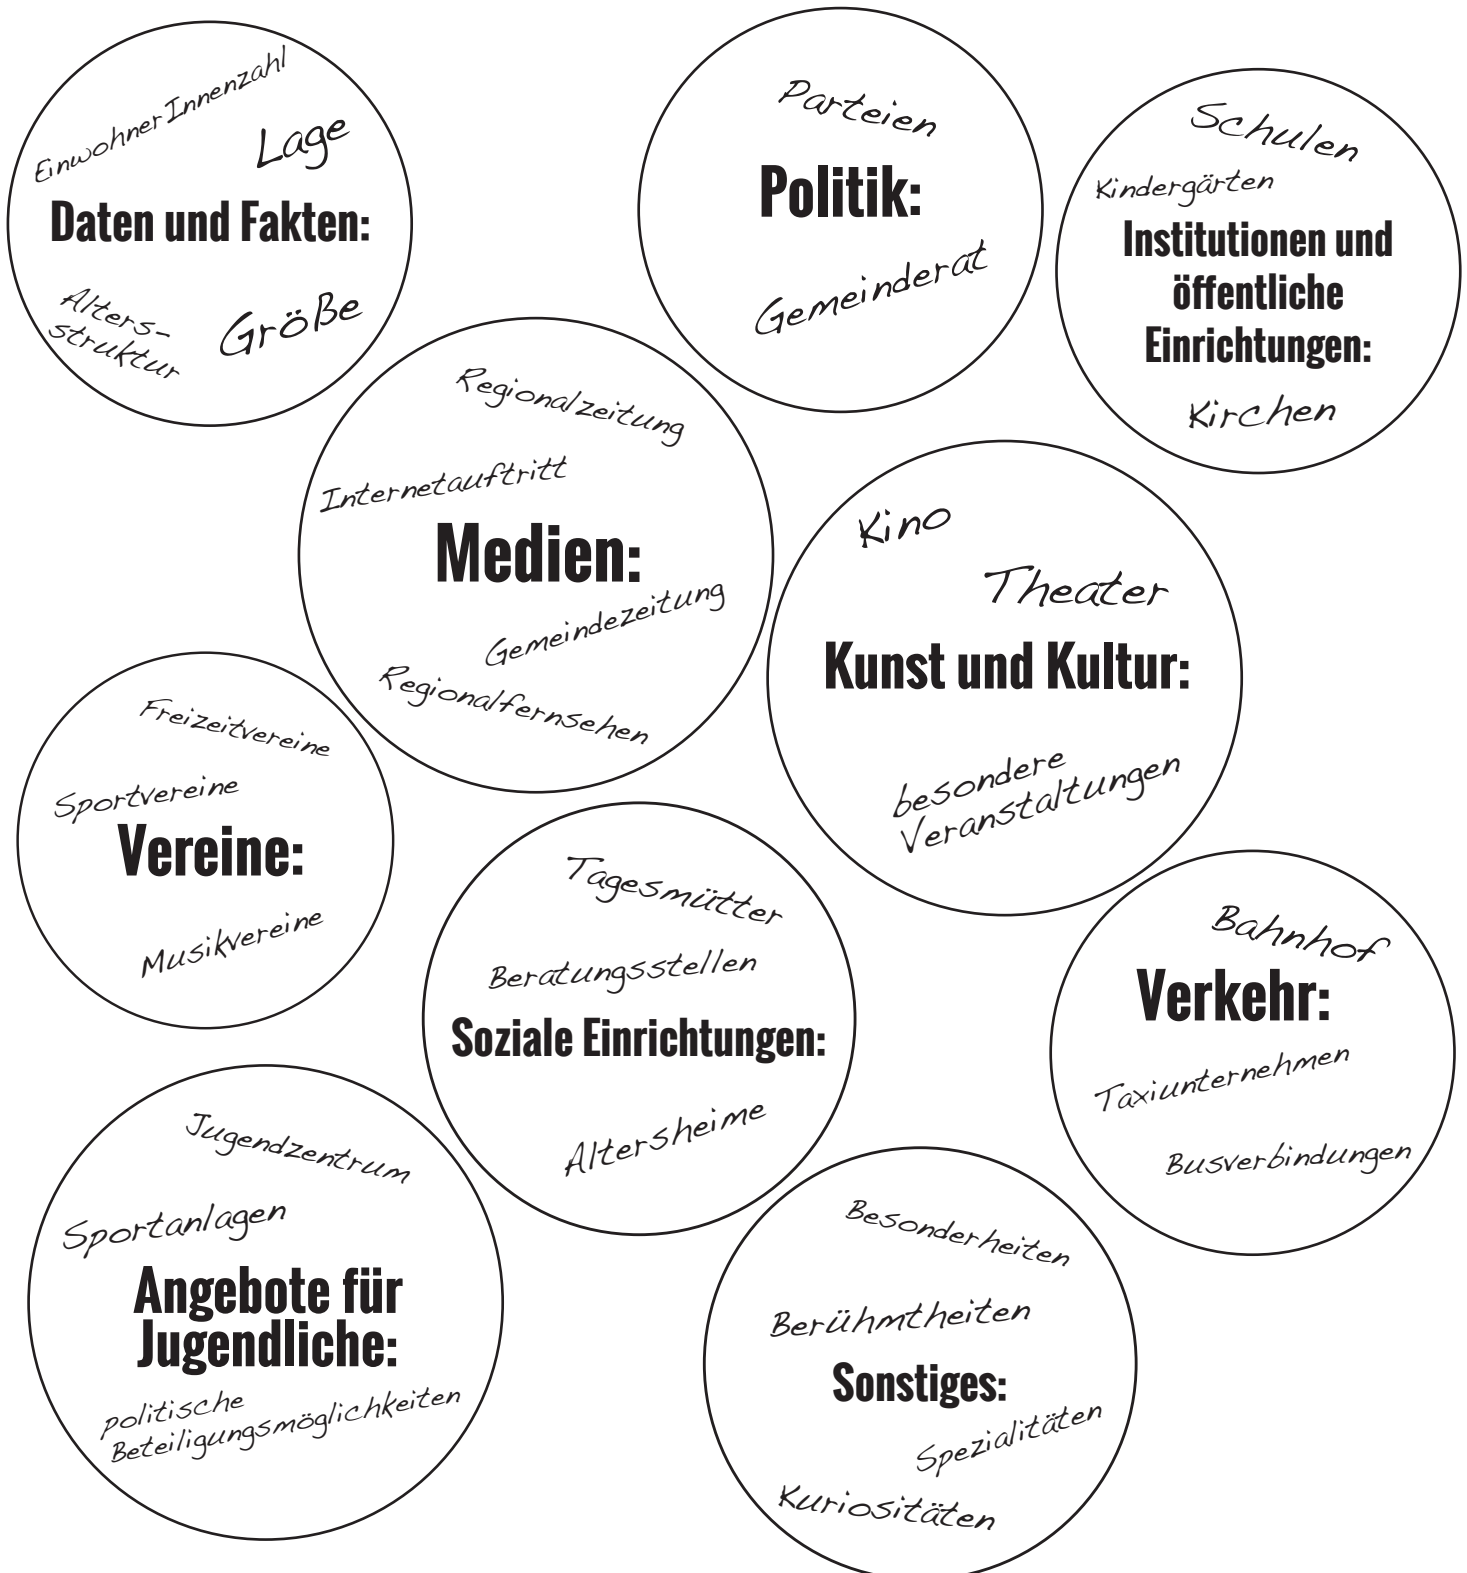 EinwohnerInnenzahl
Lage
Daten und Fakten:
Alters-
struktur
Größe
Parteien
Politik:
Gemeinderat
Schulen
Kindergärten
Institutionen und
öffentliche
Einrichtungen:
Kirchen
Regionalzeitung
Internetauftritt
Medien:
Gemeindezeitung
Regionalfernsehen
Kino
Theater
Kunst und Kultur:
besondere
Veranstaltungen
Freizeitvereine
Sportvereine
Vereine:
Musikvereine
Tagesmütter
Beratungsstellen
Soziale Einrichtungen:
Altersheime
Bahnhof
Verkehr:
Taxiunternehmen
Busverbindungen
Jugendzentrum
Sportanlagen
Angebote für
Jugendliche:
politische
Beteiligungsmöglichkeiten
Besonderheiten
Berühmtheiten
Sonstiges:
Spezialitäten
Kuriositäten